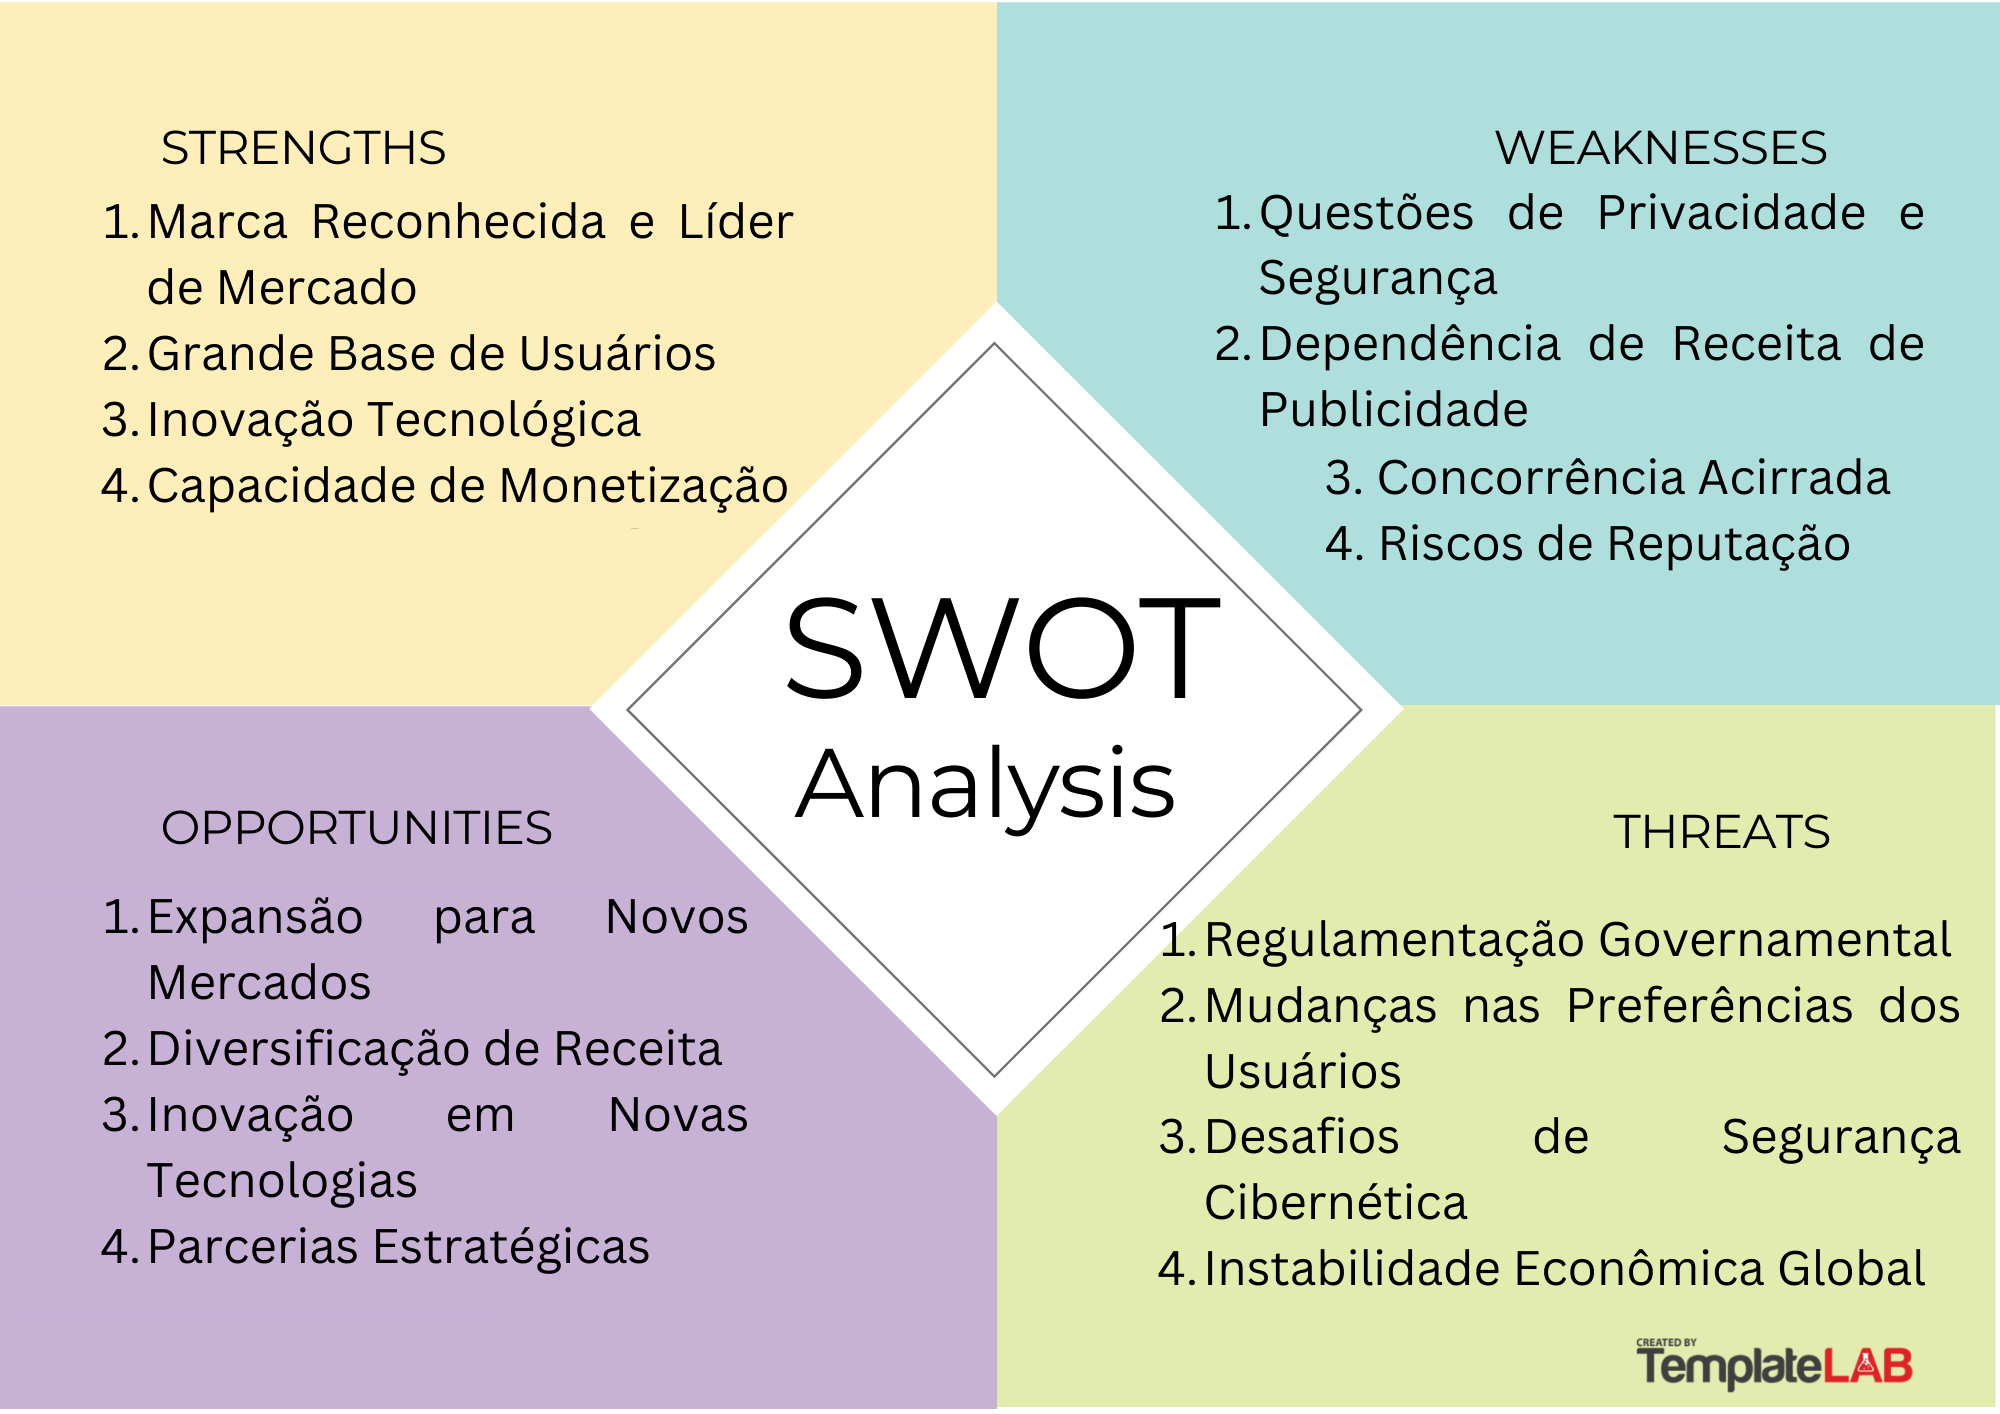 STRENGTHS
1. Marca Reconhecida e Líder
de Mercado
2. Grande Base de Usuários
3. Inovação Tecnológica
4. Capacidade de Monetização
WEAKNESSES
1. Questões de Privacidade e
Segurança
2. Dependência de Receita de
Publicidade
3. Concorrência Acirrada
4. Riscos de Reputação
SWOT
Analysis
OPPORTUNITIES
1. Expansão para Novos
Mercados
2. Diversificação de Receita
3. Inovação em Novas
Tecnologias
4. Parcerias Estratégicas
THREATS
1. Regulamentação Governamental
2. Mudanças nas Preferências dos
Usuários
3. Desafios de Segurança
Cibernética
4. Instabilidade Econômica Global
CREATED BY
TemplateLAB